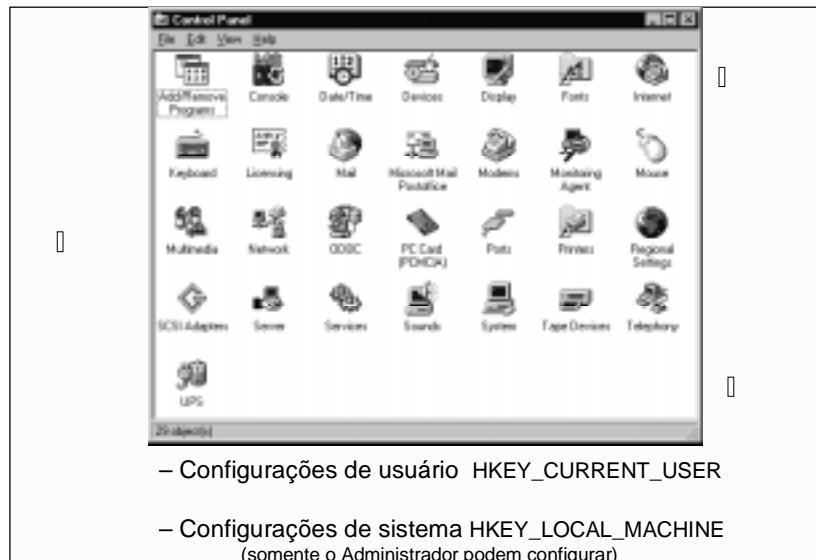 Control Panel
File Edit View Help
Add/Remove Programs
Console
Date/Time
Devices
Display
Fonts
Internet
Keyboard
Licensing
Mail
Microsoft Mail Postoffice
Modems
Monitoring Agent
Mouse
Multimedia
Network
ODBC
PC Card (PCMCIA)
Ports
Printers
Regional Settings
SCSI Adapters
Server
Services
Sounds
System
Tape Devices
Telephony
UPS
29 object(s)
– Configurações de usuário HKEY_CURRENT_USER
– Configurações de sistema HKEY_LOCAL_MACHINE
(somente o Administrador podem configurar)